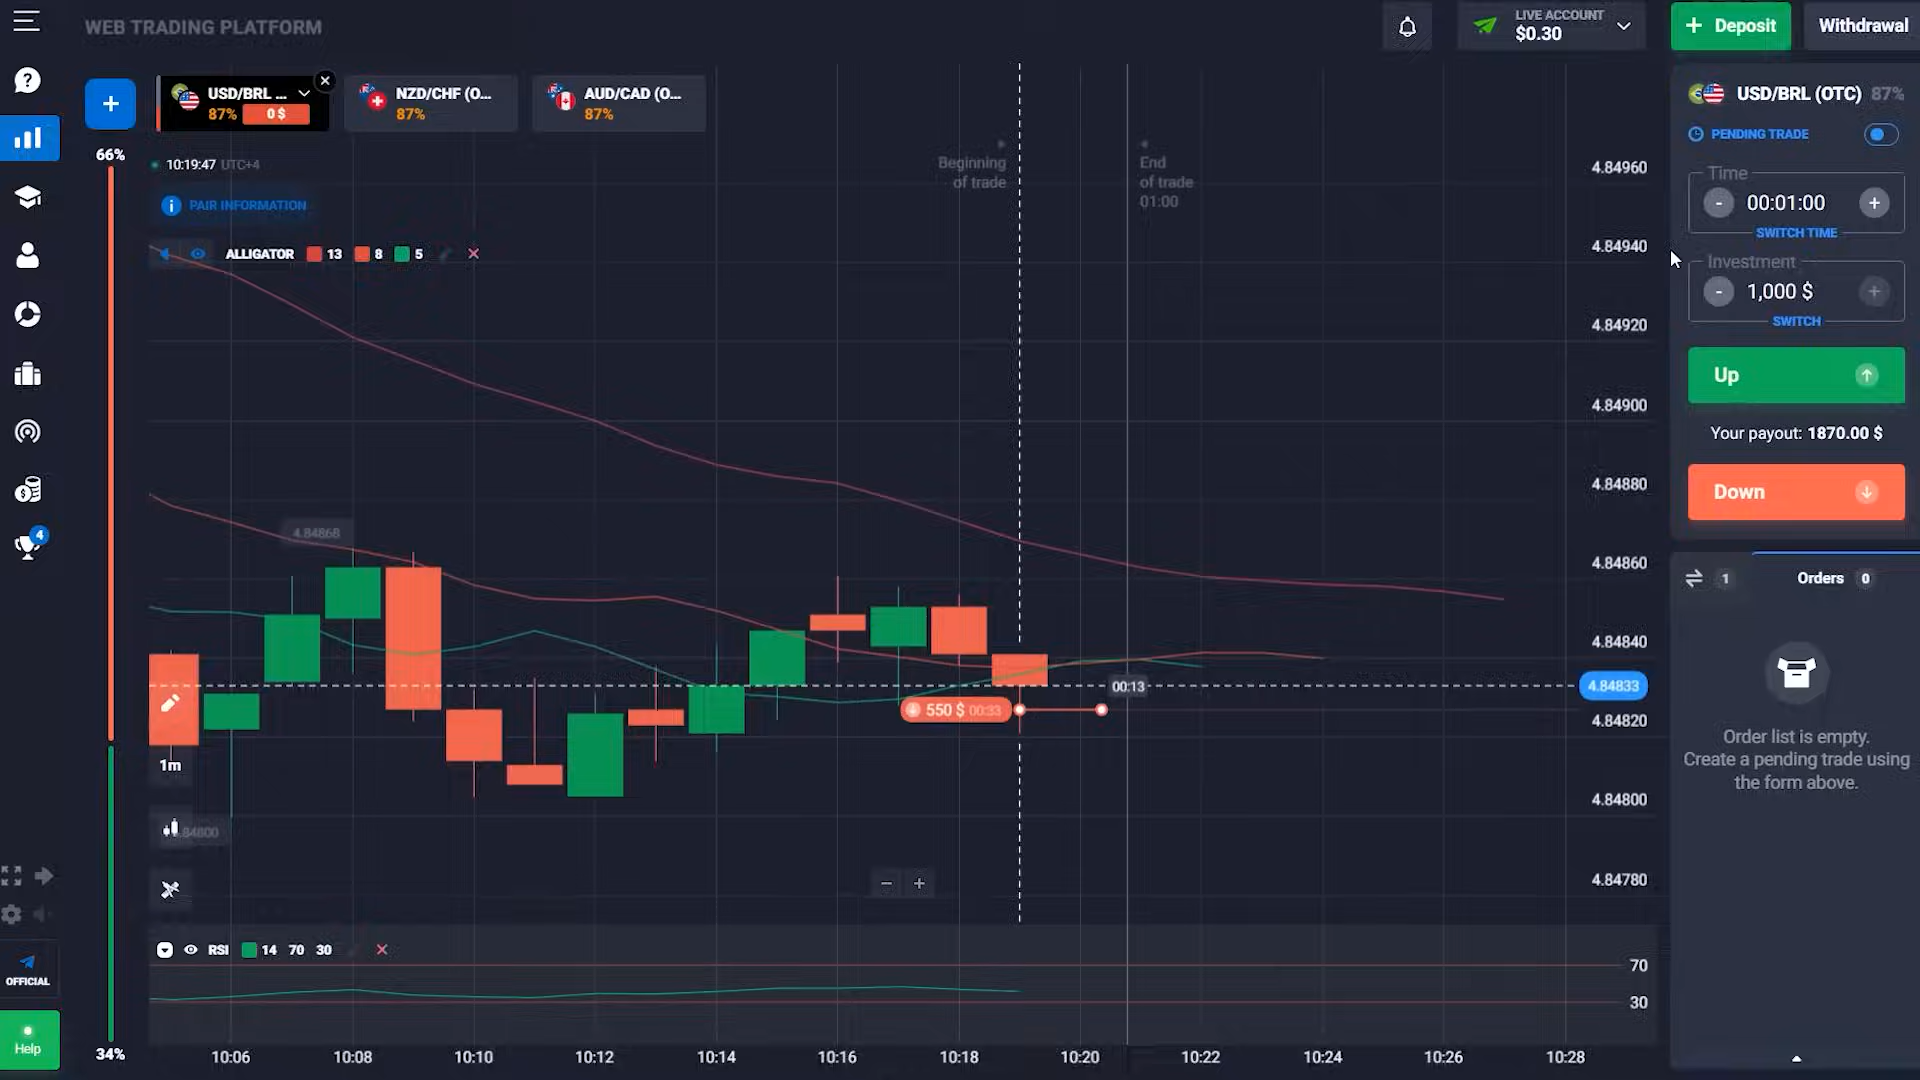 WEB TRADING PLATFORM
LIVE ACCOUNT
$0.30
+ Deposit
Withdrawal
USD/BRL ...
87%
0 $
NZD/CHF (O...
87%
AUD/CAD (O...
87%
66%
34%
10:19:47 UTC+4
PAIR INFORMATION
ALLIGATOR 13 8 5
Beginning
of trade
End
of trade
01:00
4.84960
4.84940
4.84920
4.84900
4.84880
4.84860
4.84840
4.84833
4.84820
4.84800
4.84780
4.84868
00:13
550 $ 00:33
1m
4.84800
RSI 14 70 30
70
30
10:06
10:08
10:10
10:12
10:14
10:16
10:18
10:20
10:22
10:24
10:26
10:28
4
OFFICIAL
Help
USD/BRL (OTC) 87%
PENDING TRADE
Time
- 00:01:00 +
SWITCH TIME
Investment
- 1,000 $ +
SWITCH
Up
Your payout: 1870.00 $
Down
1
Orders 0
Order list is empty.
Create a pending trade using
the form above.